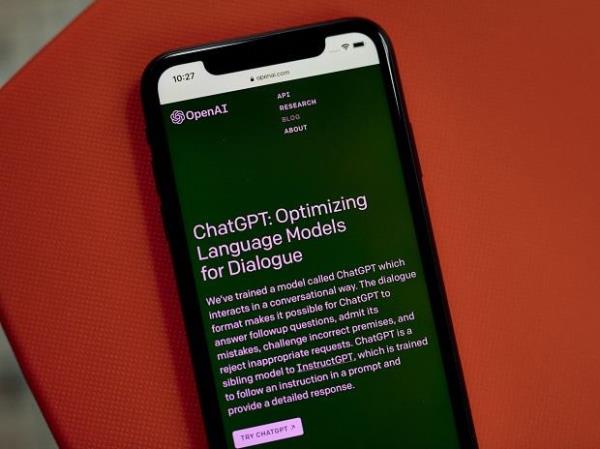 10:27
openai.com
OpenAI
API
RESEARCH
BLOG
ABOUT
ChatGPT: Optimizing
Language Models
for Dialogue
We've trained a model called ChatGPT which
interacts in a conversational way. The dialogue
format makes it possible for ChatGPT to
answer followup questions, admit its
mistakes, challenge incorrect premises, and
reject inappropriate requests. ChatGPT is a
sibling model to InstructGPT, which is trained
to follow an instruction in a prompt and
provide a detailed response.
TRY CHATGPT ↗